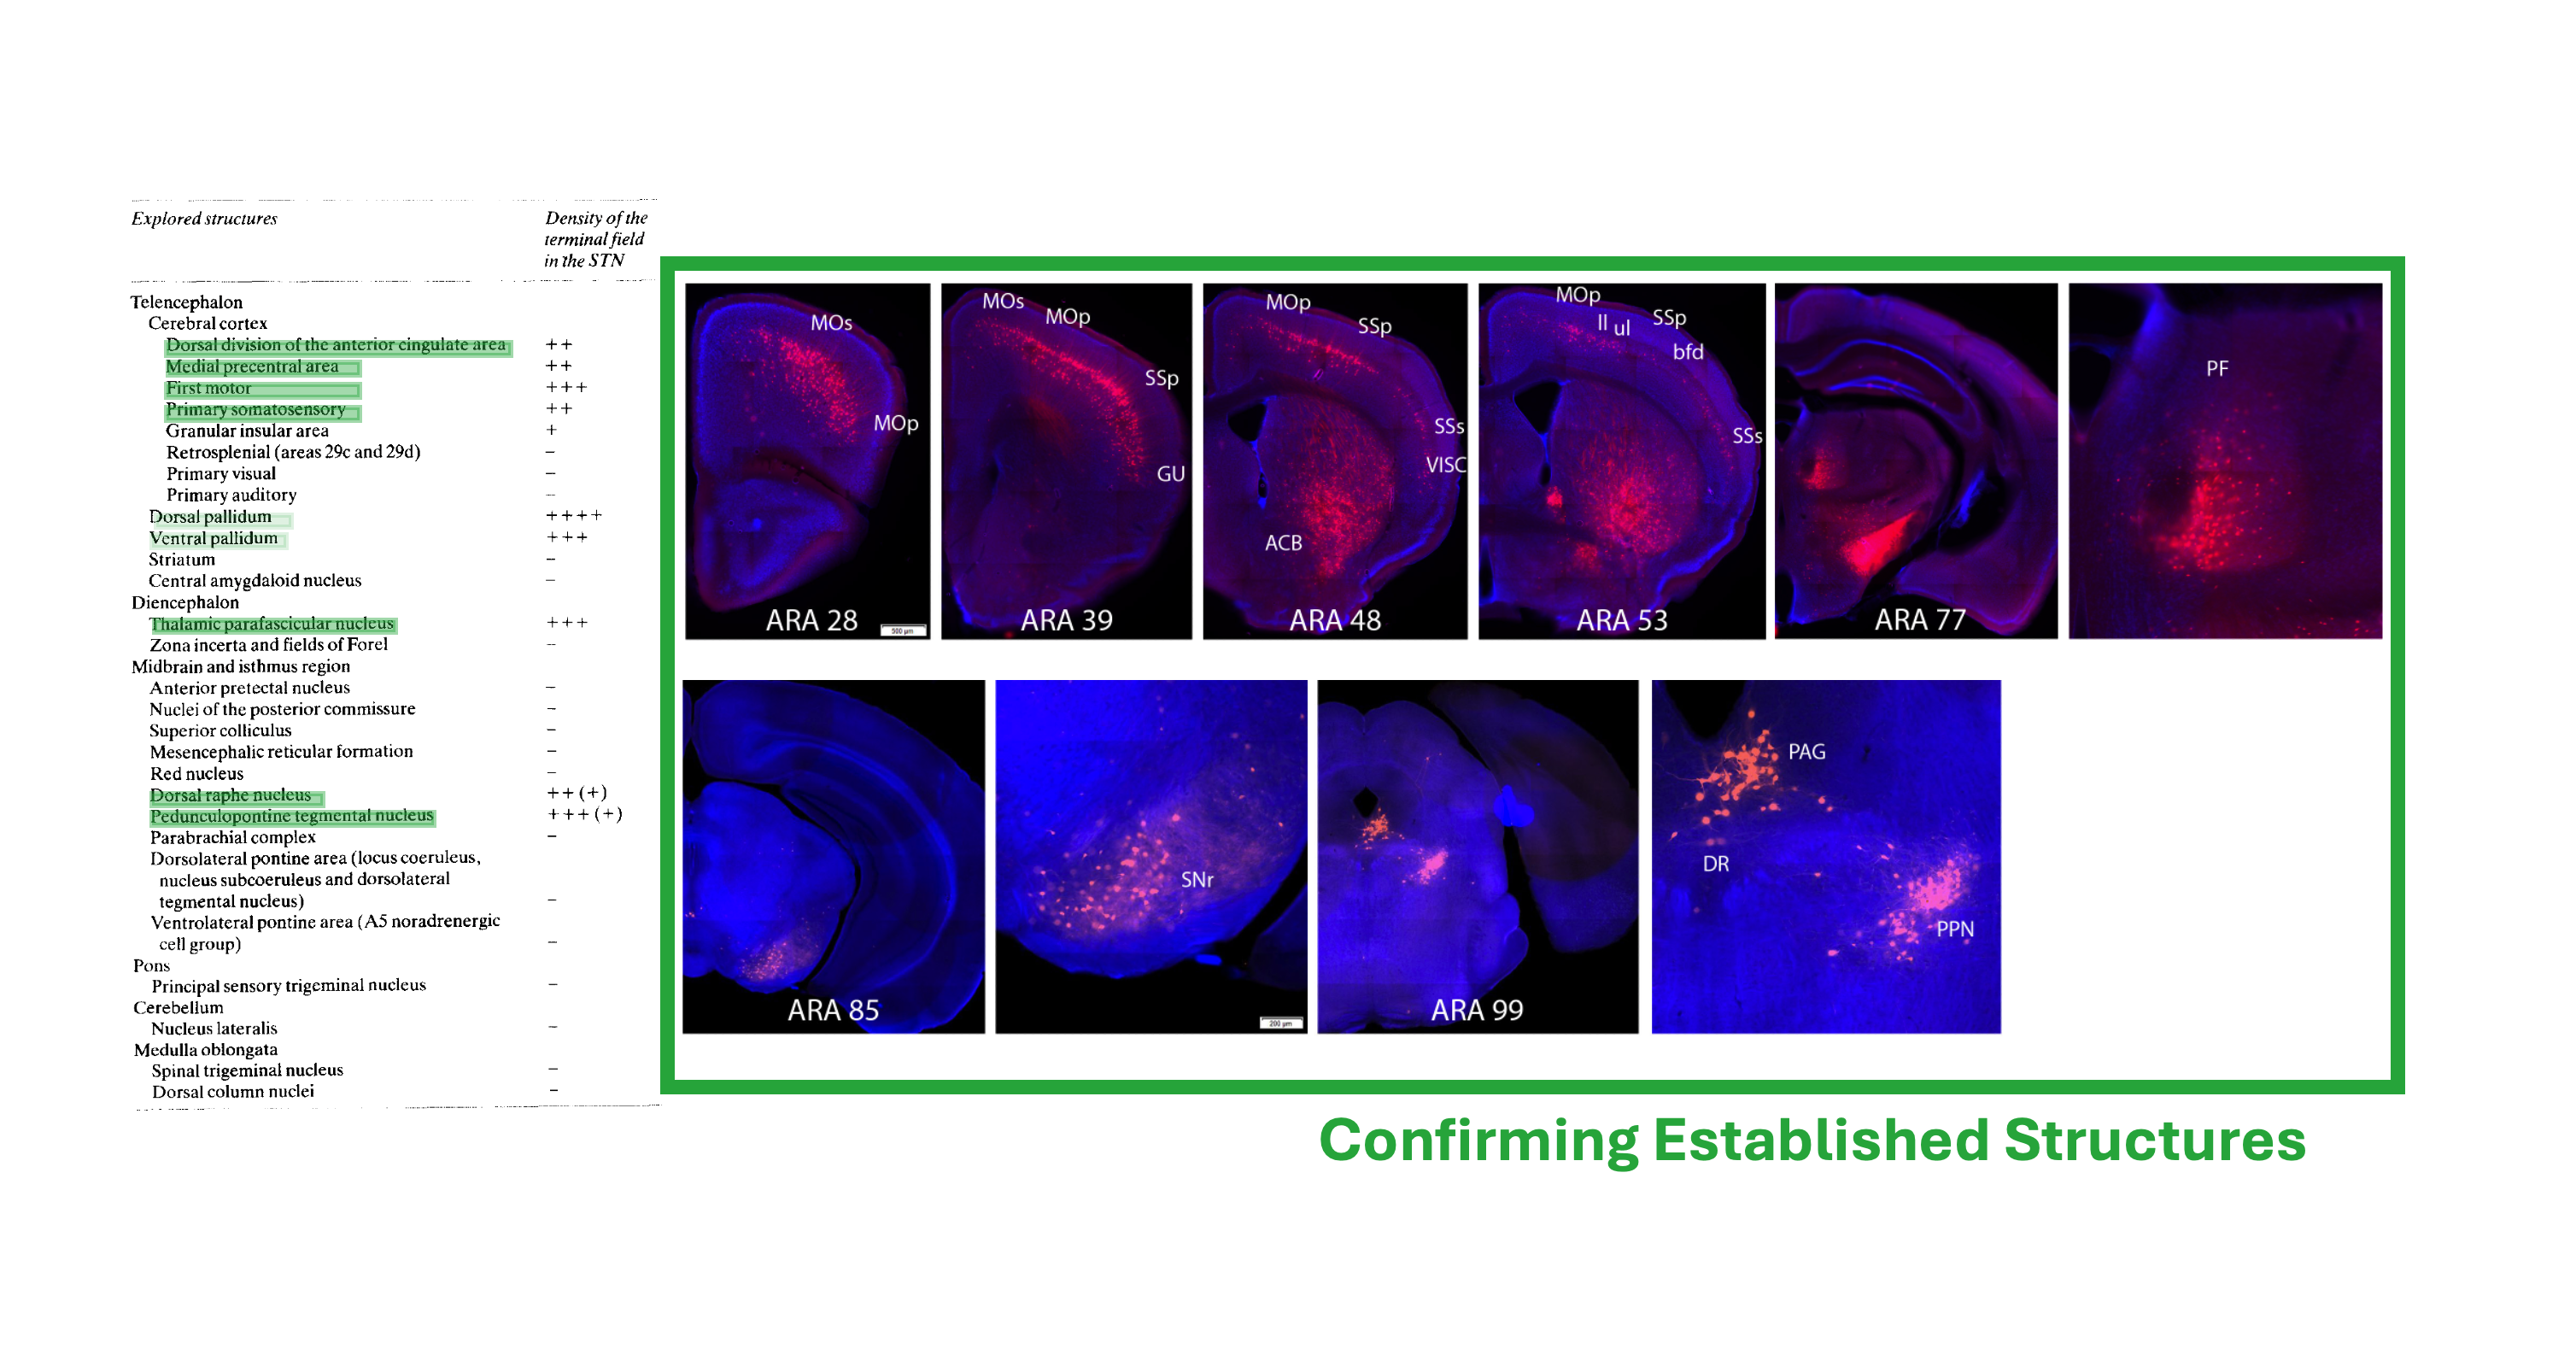 Explored structures
Density of the
terminal field
in the STN
Telencephalon
Cerebral cortex
Dorsal division of the anterior cingulate area ++
Medial precentral area ++
First motor +++
Primary somatosensory ++
Granular insular area +
Retrosplenial (areas 29c and 29d) –
Primary visual –
Primary auditory –
Dorsal pallidum ++++
Ventral pallidum +++
Striatum –
Central amygdaloid nucleus –
Diencephalon
Thalamic parafascicular nucleus +++
Zona incerta and fields of Forel –
Midbrain and isthmus region
Anterior pretectal nucleus –
Nuclei of the posterior commissure –
Superior colliculus –
Mesencephalic reticular formation –
Red nucleus –
Dorsal raphe nucleus ++(+)
Pedunculopontine tegmental nucleus +++(+)
Parabrachial complex –
Dorsolateral pontine area (locus coeruleus,
nucleus subcoeruleus and dorsolateral
tegmental nucleus) –
Ventrolateral pontine area (A5 noradrenergic
cell group) –
Pons
Principal sensory trigeminal nucleus –
Cerebellum
Nucleus lateralis –
Medulla oblongata
Spinal trigeminal nucleus –
Dorsal column nuclei –
MOs
MOp
ARA 28
500 µm
MOs
MOp
SSp
GU
ARA 39
MOp
SSp
SSs
VISC
ACB
ARA 48
MOp
ll ul
SSp
bfd
SSs
ARA 53
ARA 77
PF
ARA 85
SNr
200 µm
ARA 99
PAG
DR
PPN
Confirming Established Structures